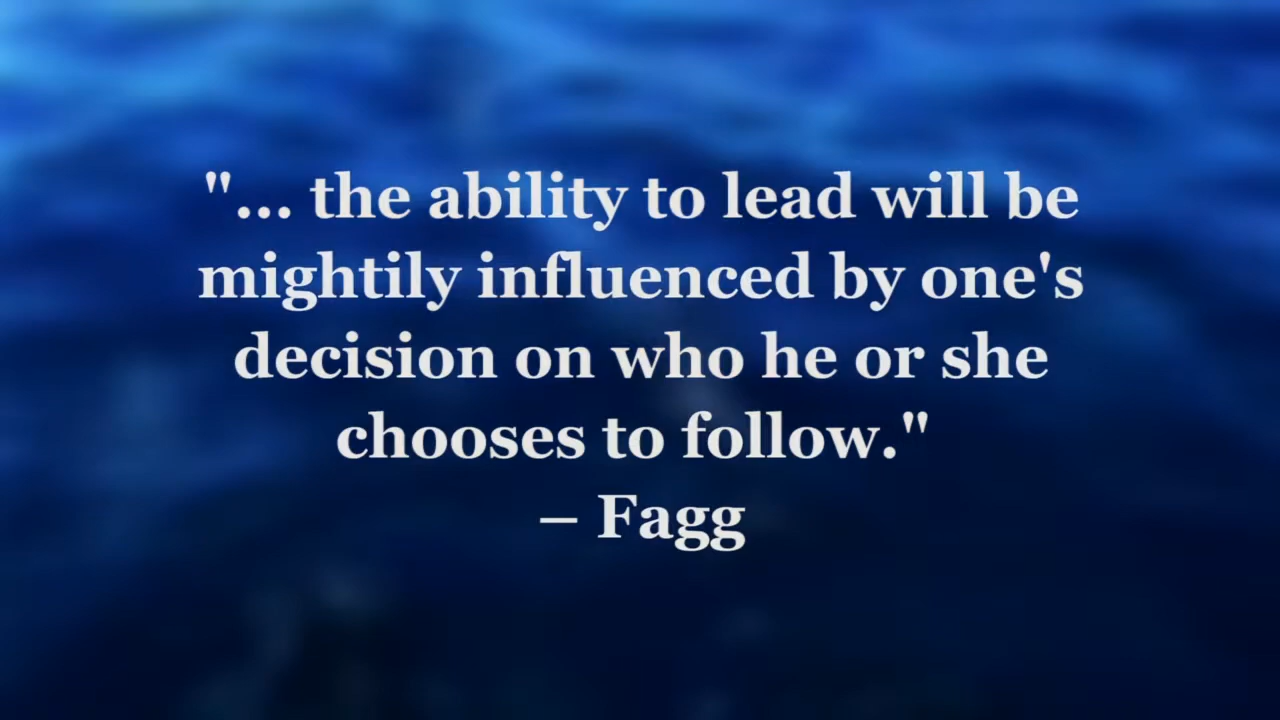 "... the ability to lead will be
mightily influenced by one's
decision on who he or she
chooses to follow."
– Fagg